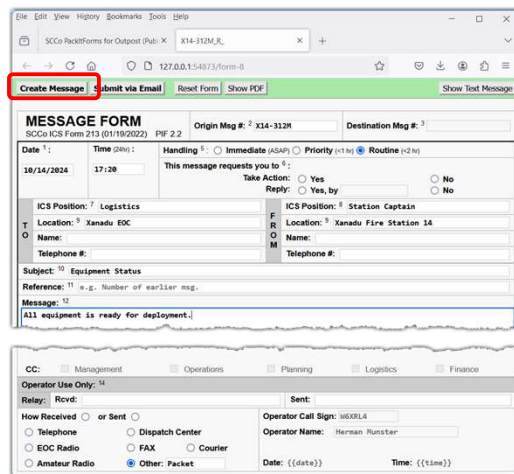 File Edit View History Bookmarks Tools Help
SCCo PackItForms for Outpost (Pub: X14-312M_R_
127.0.0.1:54873/form-8
Create Message Submit via Email Reset Form Show PDF Show Text Message
MESSAGE FORM
SCCo ICS Form 213 (01/19/2022) PIF 2.2
Origin Msg #: 2 X14-312M Destination Msg #: 3
Date 1: Time (24hr): Handling 5: Immediate (ASAP) Priority (<1 hr) Routine (<2 hr)
10/14/2024 17:20 This message requests you to 6:
Take Action: Yes No
Reply: Yes, by No
TO ICS Position: 7 Logistics FROM ICS Position: 8 Station Captain
Location: 9 Xanadu EOC Location: 9 Xanadu Fire Station 14
Name: Name:
Telephone #: Telephone #:
Subject: 10 Equipment Status
Reference: 11 e.g. Number of earlier msg.
Message: 12
All equipment is ready for deployment.
CC: Management Operations Planning Logistics Finance
Operator Use Only: 14
Relay: Rcvd: Sent:
How Received or Sent Operator Call Sign: W6XRL4
Telephone Dispatch Center Operator Name: Herman Munster
EOC Radio FAX Courier
Amateur Radio Other: Packet Date: {{date}} Time: {{time}}